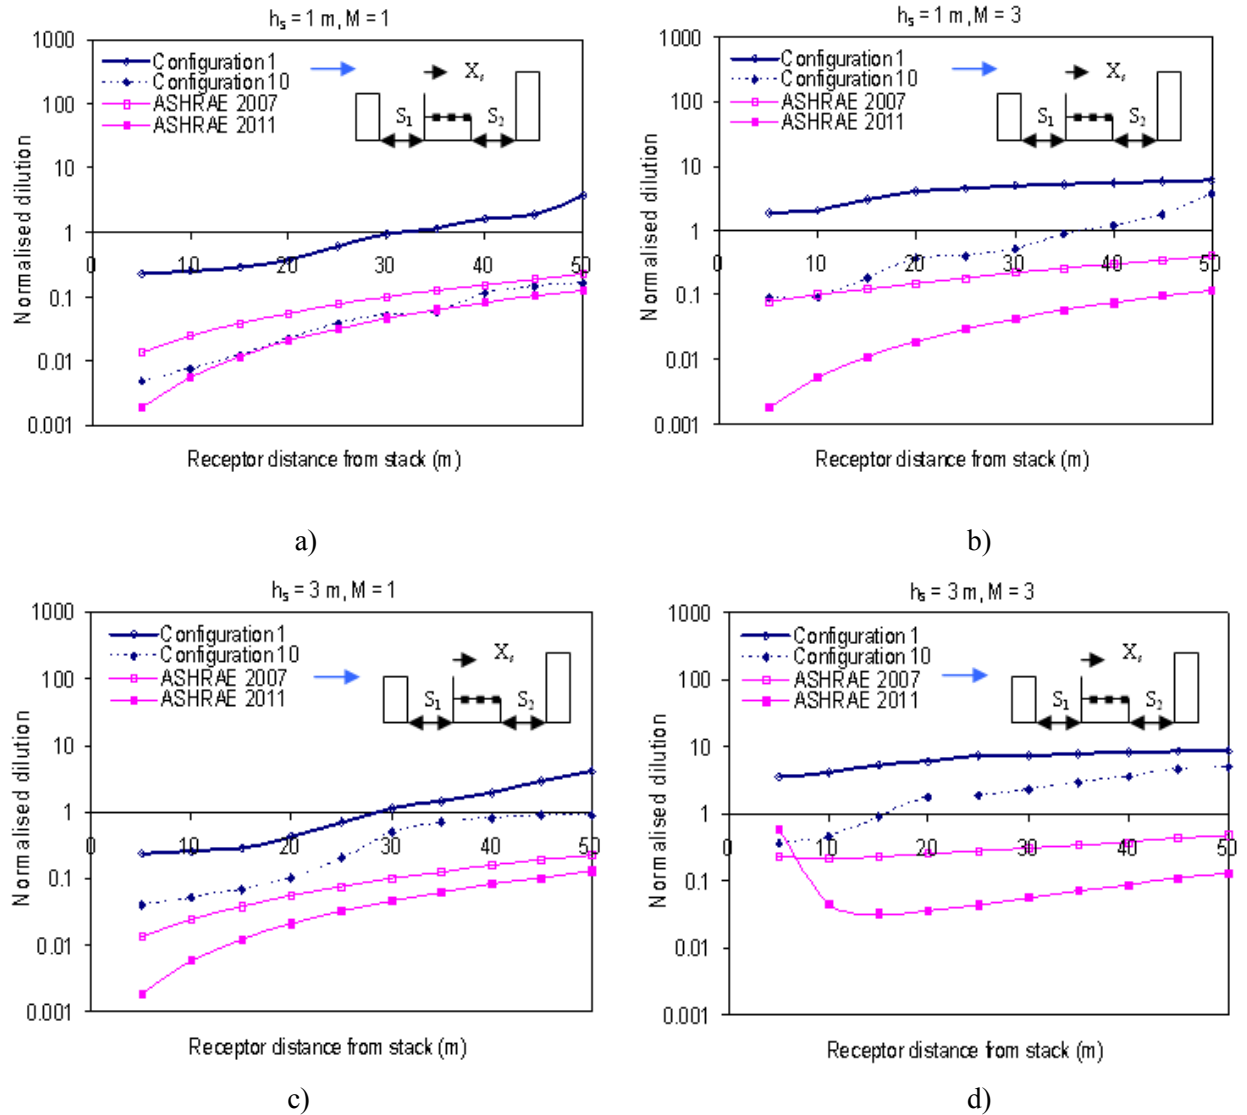 hₛ = 1 m, M = 1
1000
100
10
1
0.1
0.01
0.001
Normalised dilution
Configuration 1
Configuration 10
ASHRAE 2007
ASHRAE 2011
Xₛ
S₁
S₂
0
10
20
30
40
50
Receptor distance from stack (m)
a)
hₛ = 1 m, M = 3
1000
100
10
1
0.1
0.01
0.001
Normalised dilution
Configuration 1
Configuration 10
ASHRAE 2007
ASHRAE 2011
Xₛ
S₁
S₂
0
10
20
30
40
50
Receptor distance from stack (m)
b)
hₛ = 3 m, M = 1
1000
100
10
1
0.1
0.01
0.001
Normalised dilution
Configuration 1
Configuration 10
ASHRAE 2007
ASHRAE 2011
Xₛ
S₁
S₂
0
10
20
30
40
50
Receptor distance from stack (m)
c)
hₛ = 3 m, M = 3
1000
100
10
1
0.1
0.01
0.001
Normalised dilution
Configuration 1
Configuration 10
ASHRAE 2007
ASHRAE 2011
Xₛ
S₁
S₂
0
10
20
30
40
50
Receptor distance from stack (m)
d)